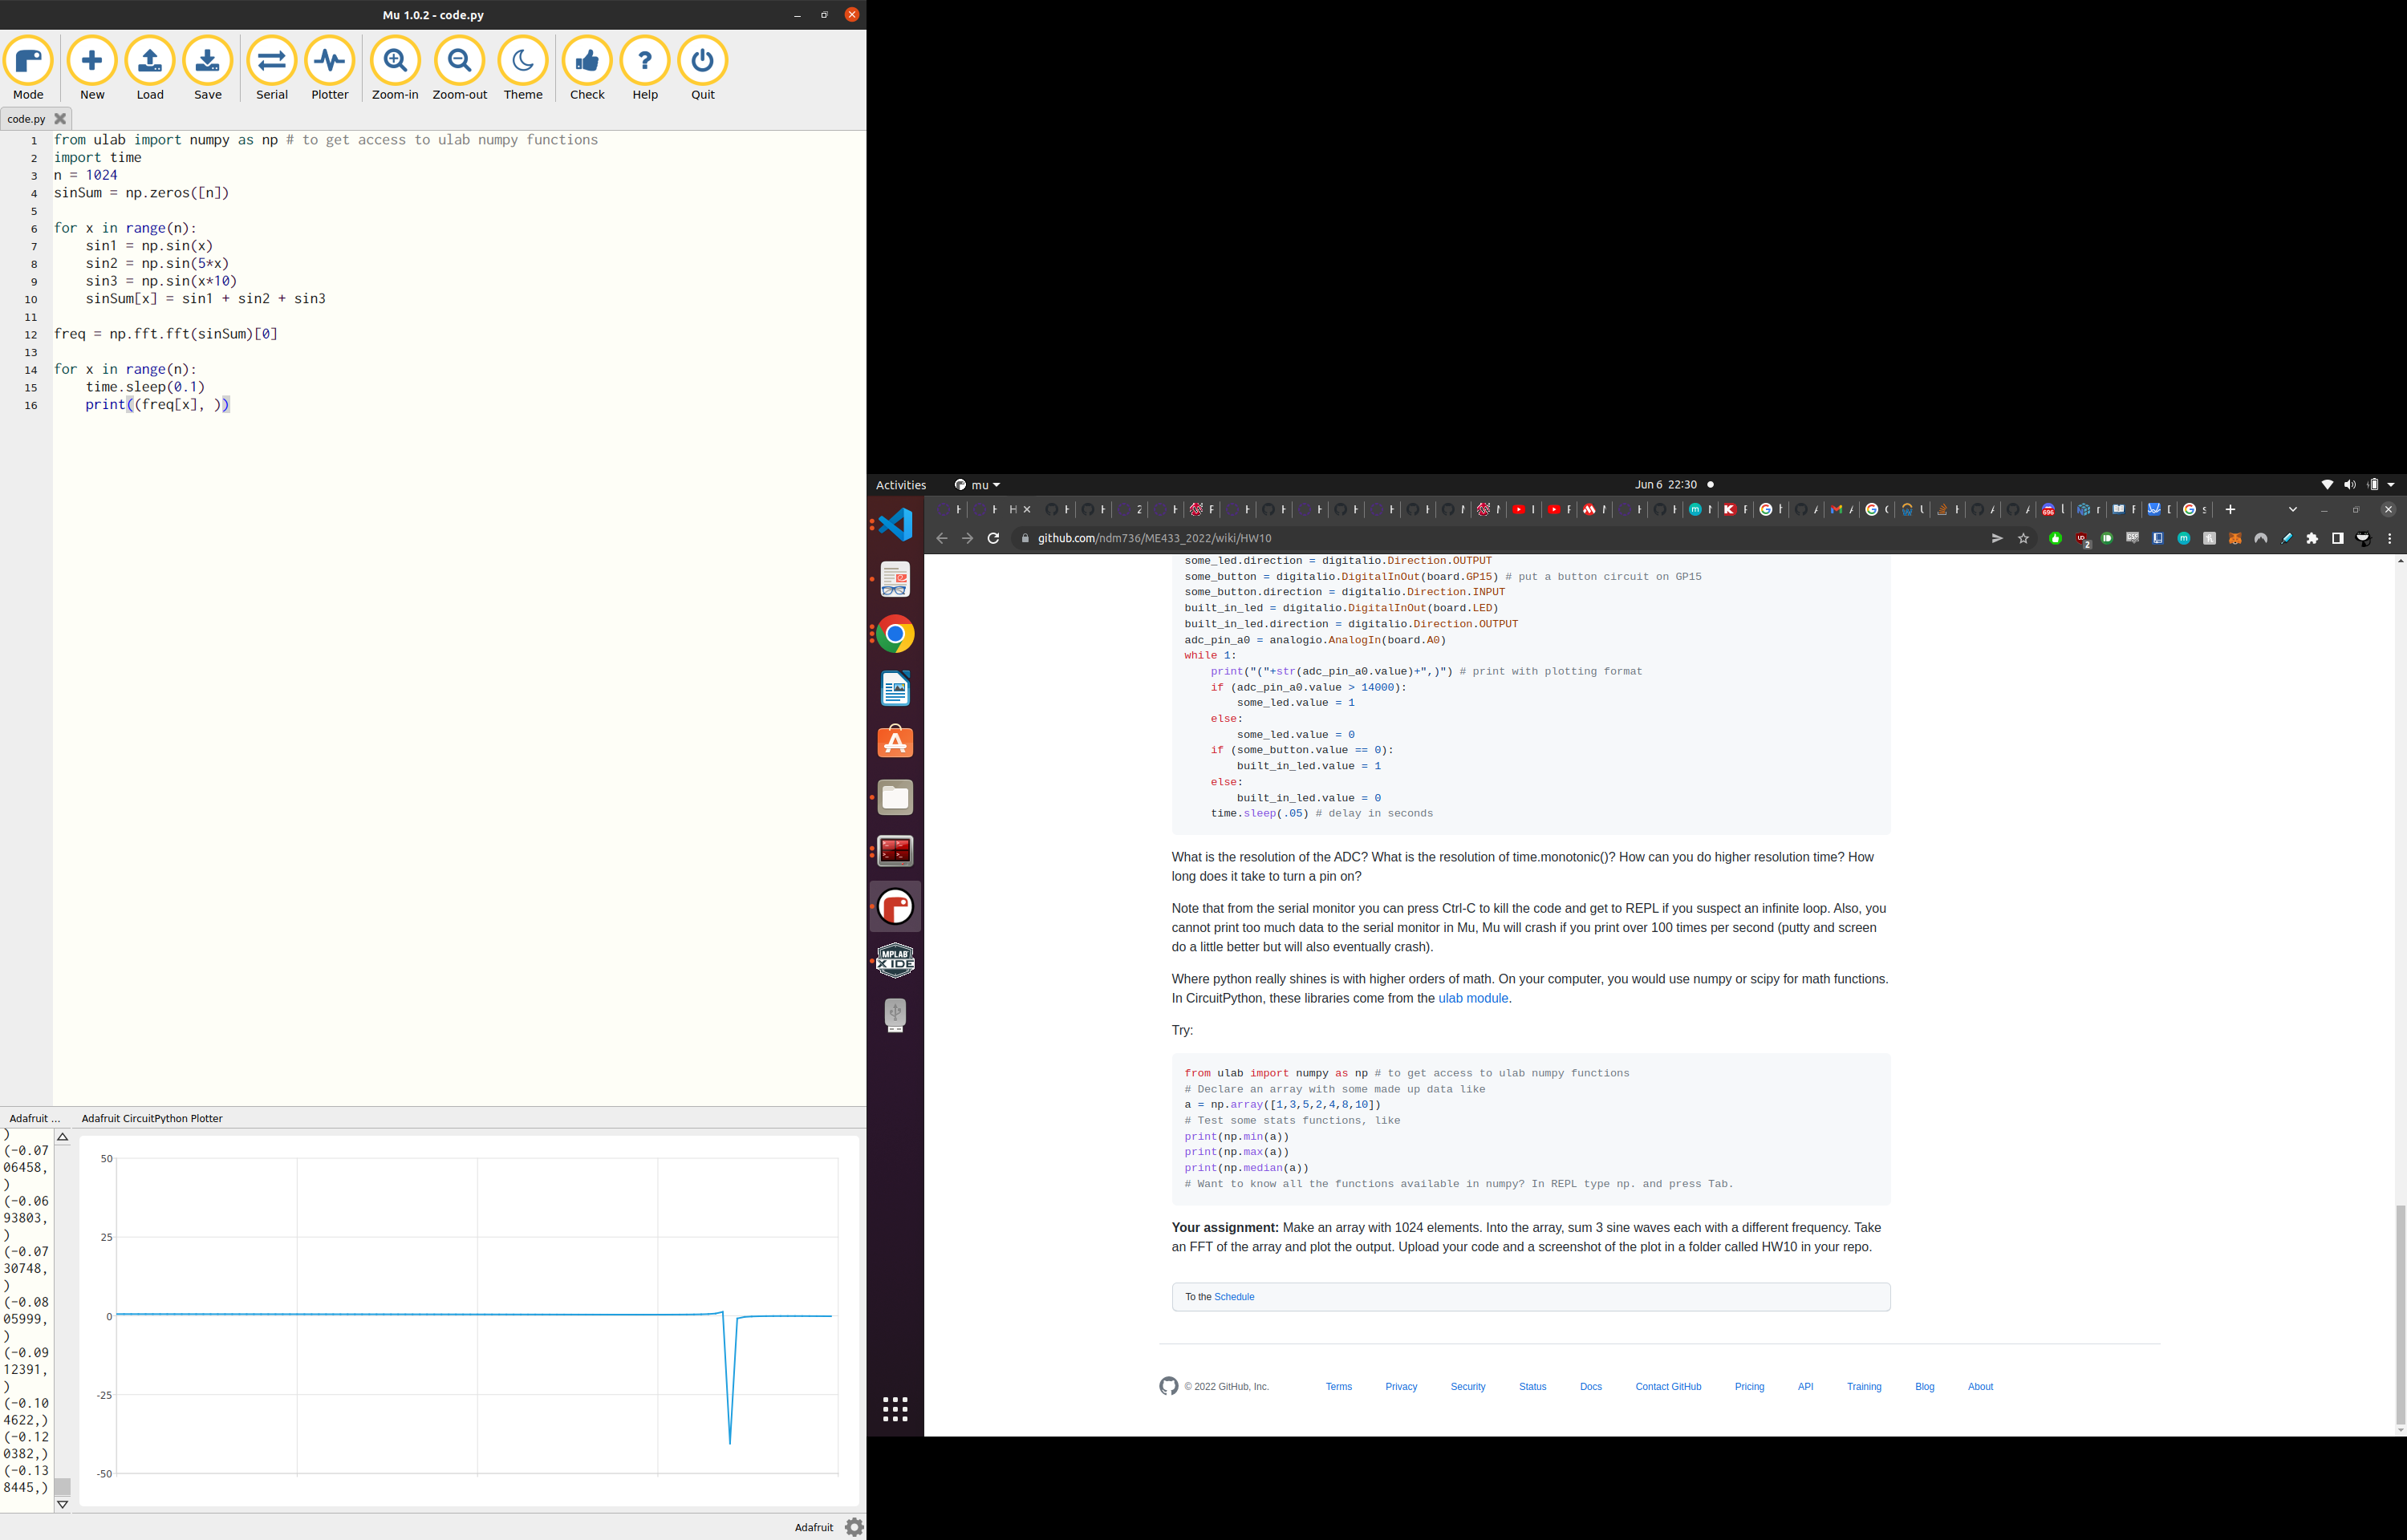 Mu 1.0.2 - code.py
Mode New Load Save Serial Plotter Zoom-in Zoom-out Theme Check Help Quit
code.py
1 from ulab import numpy as np # to get access to ulab numpy functions
2 import time
3 n = 1024
4 sinSum = np.zeros([n])
5
6 for x in range(n):
7     sin1 = np.sin(x)
8     sin2 = np.sin(5*x)
9     sin3 = np.sin(x*10)
10     sinSum[x] = sin1 + sin2 + sin3
11
12 freq = np.fft.fft(sinSum)[0]
13
14 for x in range(n):
15     time.sleep(0.1)
16     print((freq[x], ))
Adafruit ... Adafruit CircuitPython Plotter
)
(-0.07
06458,
)
(-0.06
93803,
)
(-0.07
30748,
)
(-0.08
05999,
)
(-0.09
12391,
)
(-0.10
4622,)
(-0.12
0382,)
(-0.13
8445,)
50
25
0
-25
-50
Adafruit
Activities mu Jun 6 22:30
github.com/ndm736/ME433_2022/wiki/HW10
some_led.direction = digitalio.Direction.OUTPUT
some_button = digitalio.DigitalInOut(board.GP15) # put a button circuit on GP15
some_button.direction = digitalio.Direction.INPUT
built_in_led = digitalio.DigitalInOut(board.LED)
built_in_led.direction = digitalio.Direction.OUTPUT
adc_pin_a0 = analogio.AnalogIn(board.A0)
while 1:
    print("("+str(adc_pin_a0.value)+",)") # print with plotting format
    if (adc_pin_a0.value > 14000):
        some_led.value = 1
    else:
        some_led.value = 0
    if (some_button.value == 0):
        built_in_led.value = 1
    else:
        built_in_led.value = 0
    time.sleep(.05) # delay in seconds
What is the resolution of the ADC? What is the resolution of time.monotonic()? How can you do higher resolution time? How
long does it take to turn a pin on?
Note that from the serial monitor you can press Ctrl-C to kill the code and get to REPL if you suspect an infinite loop. Also, you
cannot print too much data to the serial monitor in Mu, Mu will crash if you print over 100 times per second (putty and screen
do a little better but will also eventually crash).
Where python really shines is with higher orders of math. On your computer, you would use numpy or scipy for math functions.
In CircuitPython, these libraries come from the ulab module.
Try:
from ulab import numpy as np # to get access to ulab numpy functions
# Declare an array with some made up data like
a = np.array([1,3,5,2,4,8,10])
# Test some stats functions, like
print(np.min(a))
print(np.max(a))
print(np.median(a))
# Want to know all the functions available in numpy? In REPL type np. and press Tab.
Your assignment: Make an array with 1024 elements. Into the array, sum 3 sine waves each with a different frequency. Take
an FFT of the array and plot the output. Upload your code and a screenshot of the plot in a folder called HW10 in your repo.
To the Schedule
© 2022 GitHub, Inc. Terms Privacy Security Status Docs Contact GitHub Pricing API Training Blog About
MPLAB
X IDE